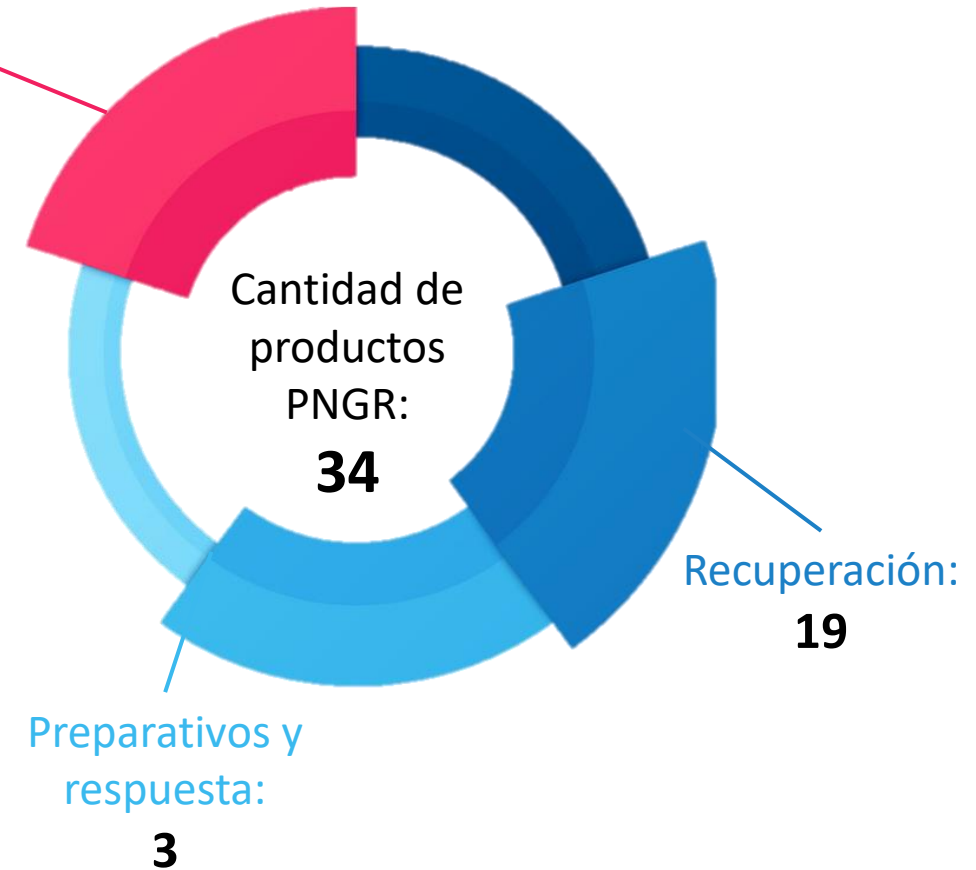 Cantidad de
productos
PNGR:
34
Recuperación:
19
Preparativos y
respuesta:
3